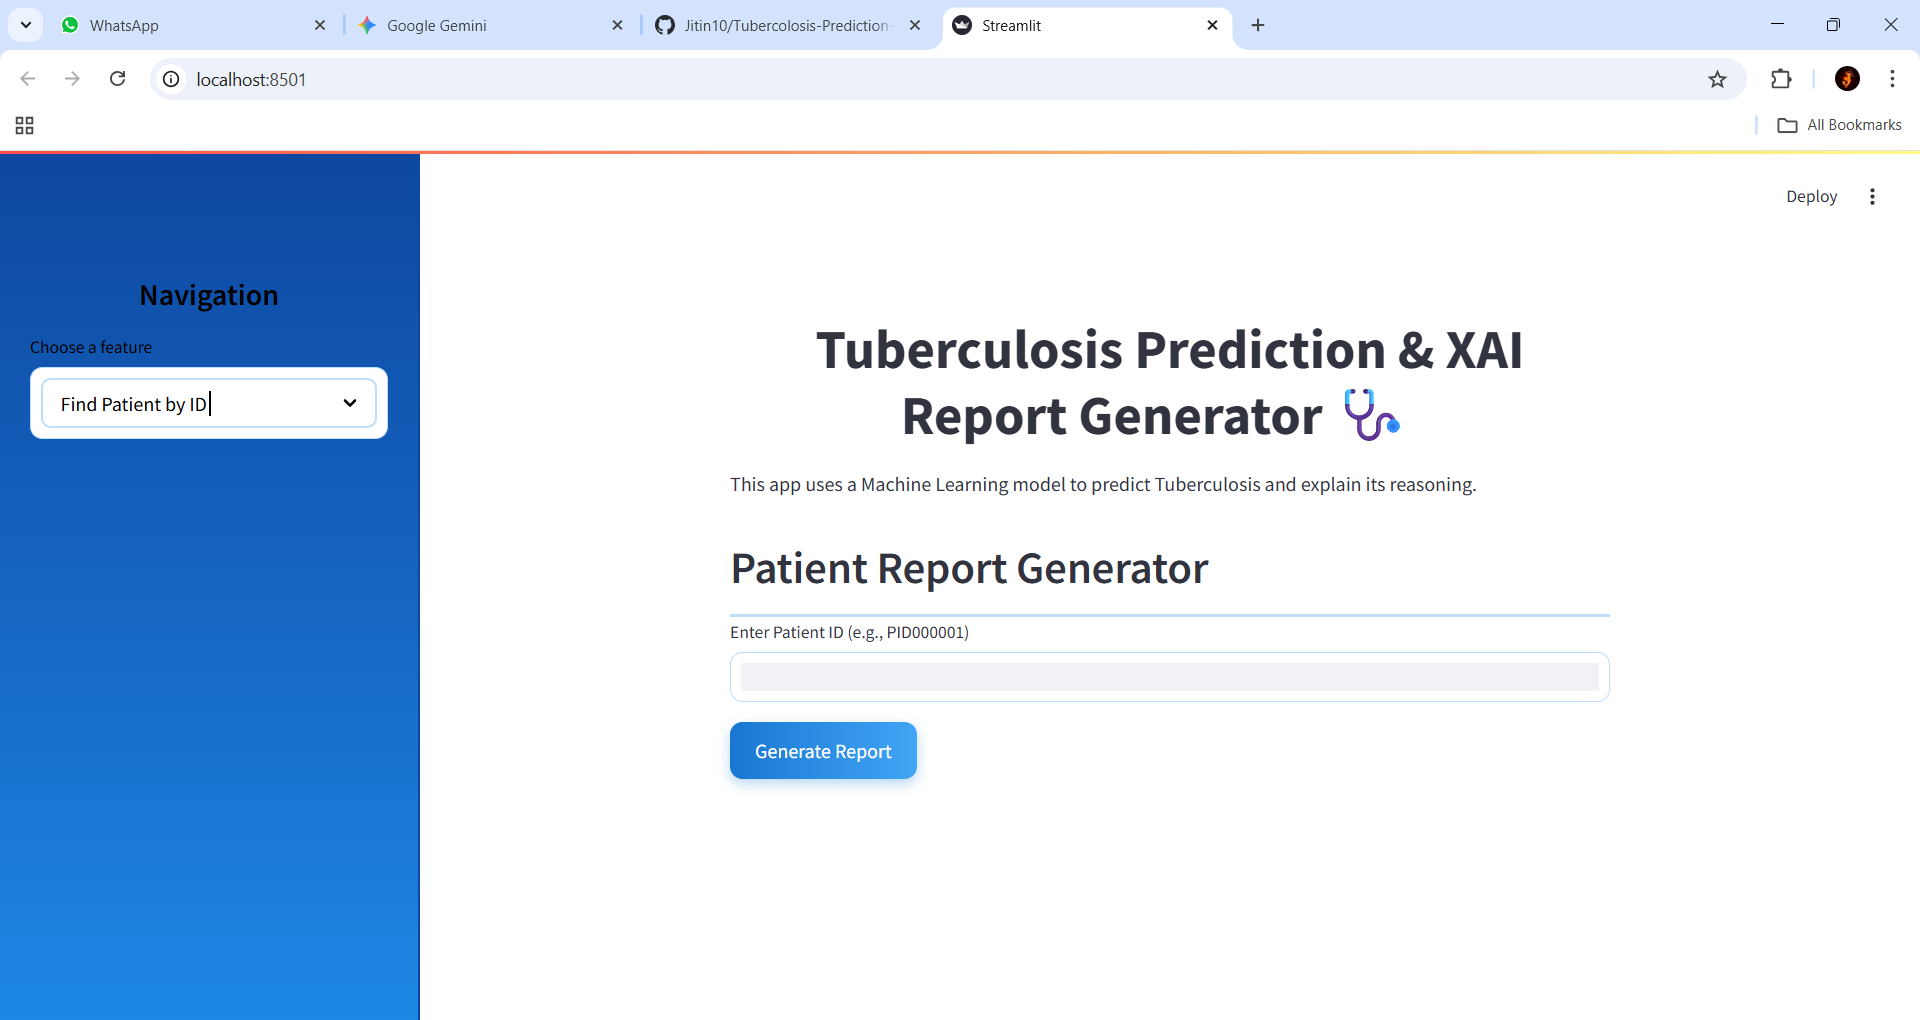 WhatsApp
Google Gemini
Jitin10/Tubercolosis-Prediction-
Streamlit
localhost:8501
All Bookmarks
Deploy
Navigation
Choose a feature
Find Patient by ID
Tuberculosis Prediction & XAI
Report Generator
This app uses a Machine Learning model to predict Tuberculosis and explain its reasoning.
Patient Report Generator
Enter Patient ID (e.g., PID000001)
Generate Report